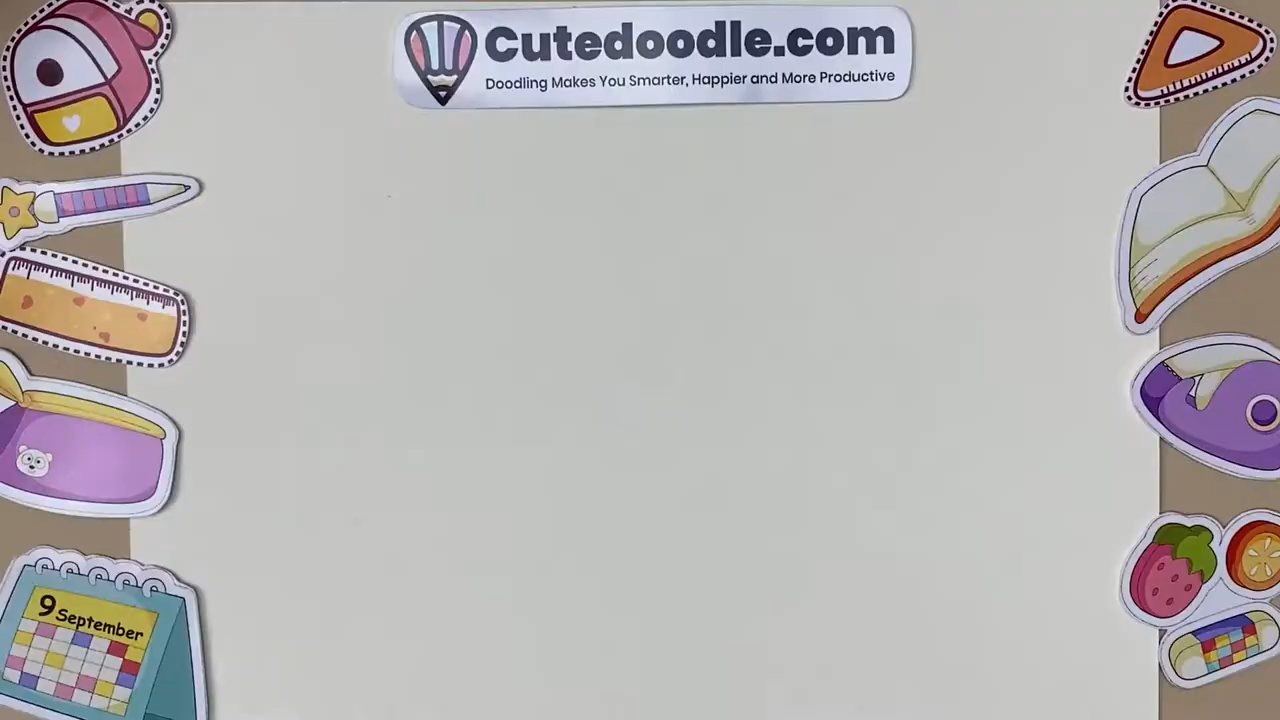 Cutedoodle.com
Doodling Makes You Smarter, Happier and More Productive
9 September